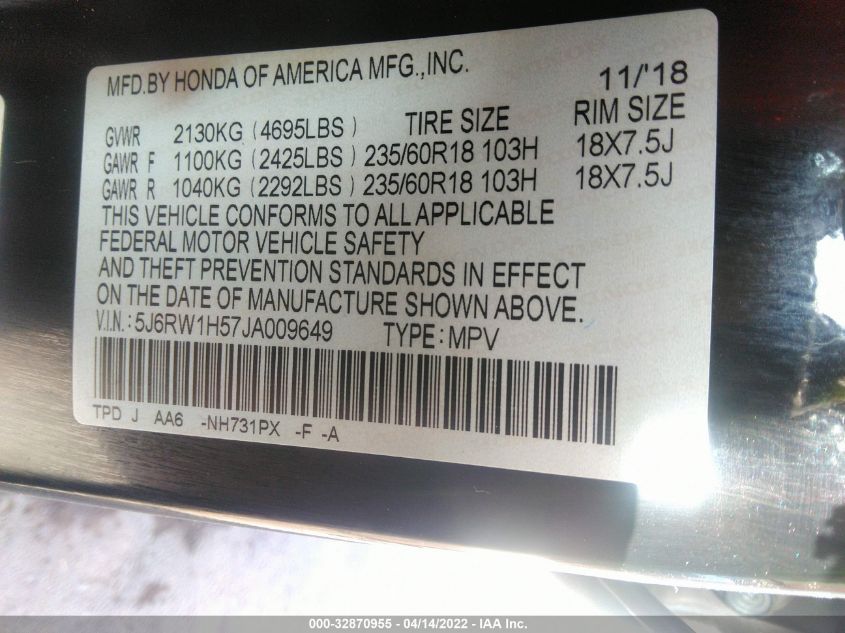 MFD.BY HONDA OF AMERICA MFG.,INC. 11/'18
GVWR 2130KG (4695LBS) TIRE SIZE RIM SIZE
GAWR F 1100KG (2425LBS) 235/60R18 103H 18X7.5J
GAWR R 1040KG (2292LBS) 235/60R18 103H 18X7.5J
THIS VEHICLE CONFORMS TO ALL APPLICABLE
FEDERAL MOTOR VEHICLE SAFETY
AND THEFT PREVENTION STANDARDS IN EFFECT
ON THE DATE OF MANUFACTURE SHOWN ABOVE.
V.I.N.: 5J6RW1H57JA009649 TYPE: MPV
TPD J AA6 -NH731PX -F -A
000-32870955 - 04/14/2022 - IAA Inc.